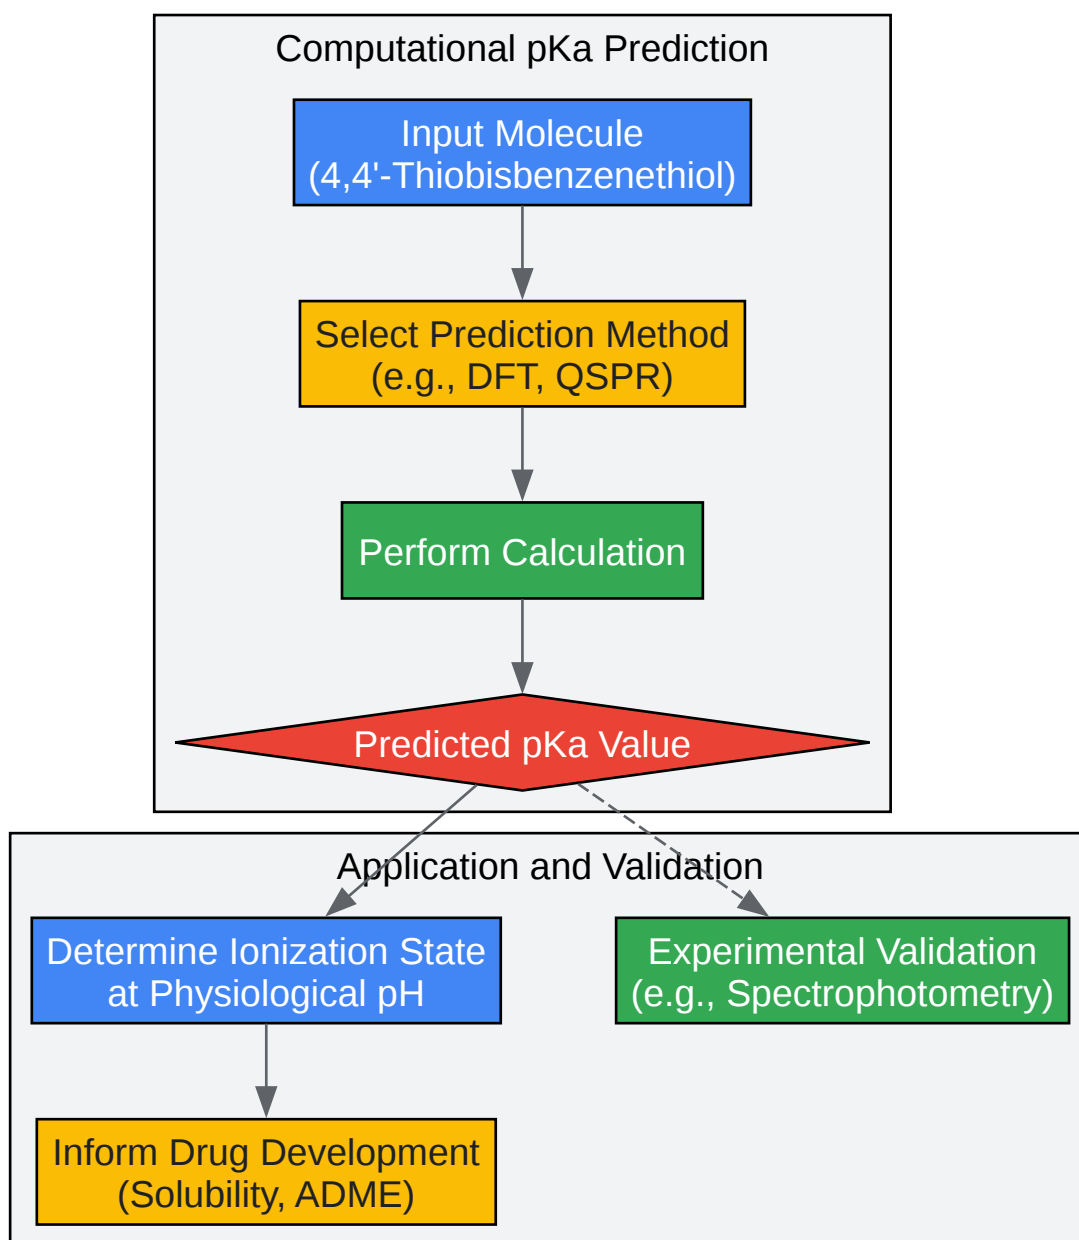 Computational pKa Prediction
Input Molecule
(4,4'-Thiobisbenzenethiol)
Select Prediction Method
(e.g., DFT, QSPR)
Perform Calculation
Predicted pKa Value
Application and Validation
Determine Ionization State
at Physiological pH
Experimental Validation
(e.g., Spectrophotometry)
Inform Drug Development
(Solubility, ADME)